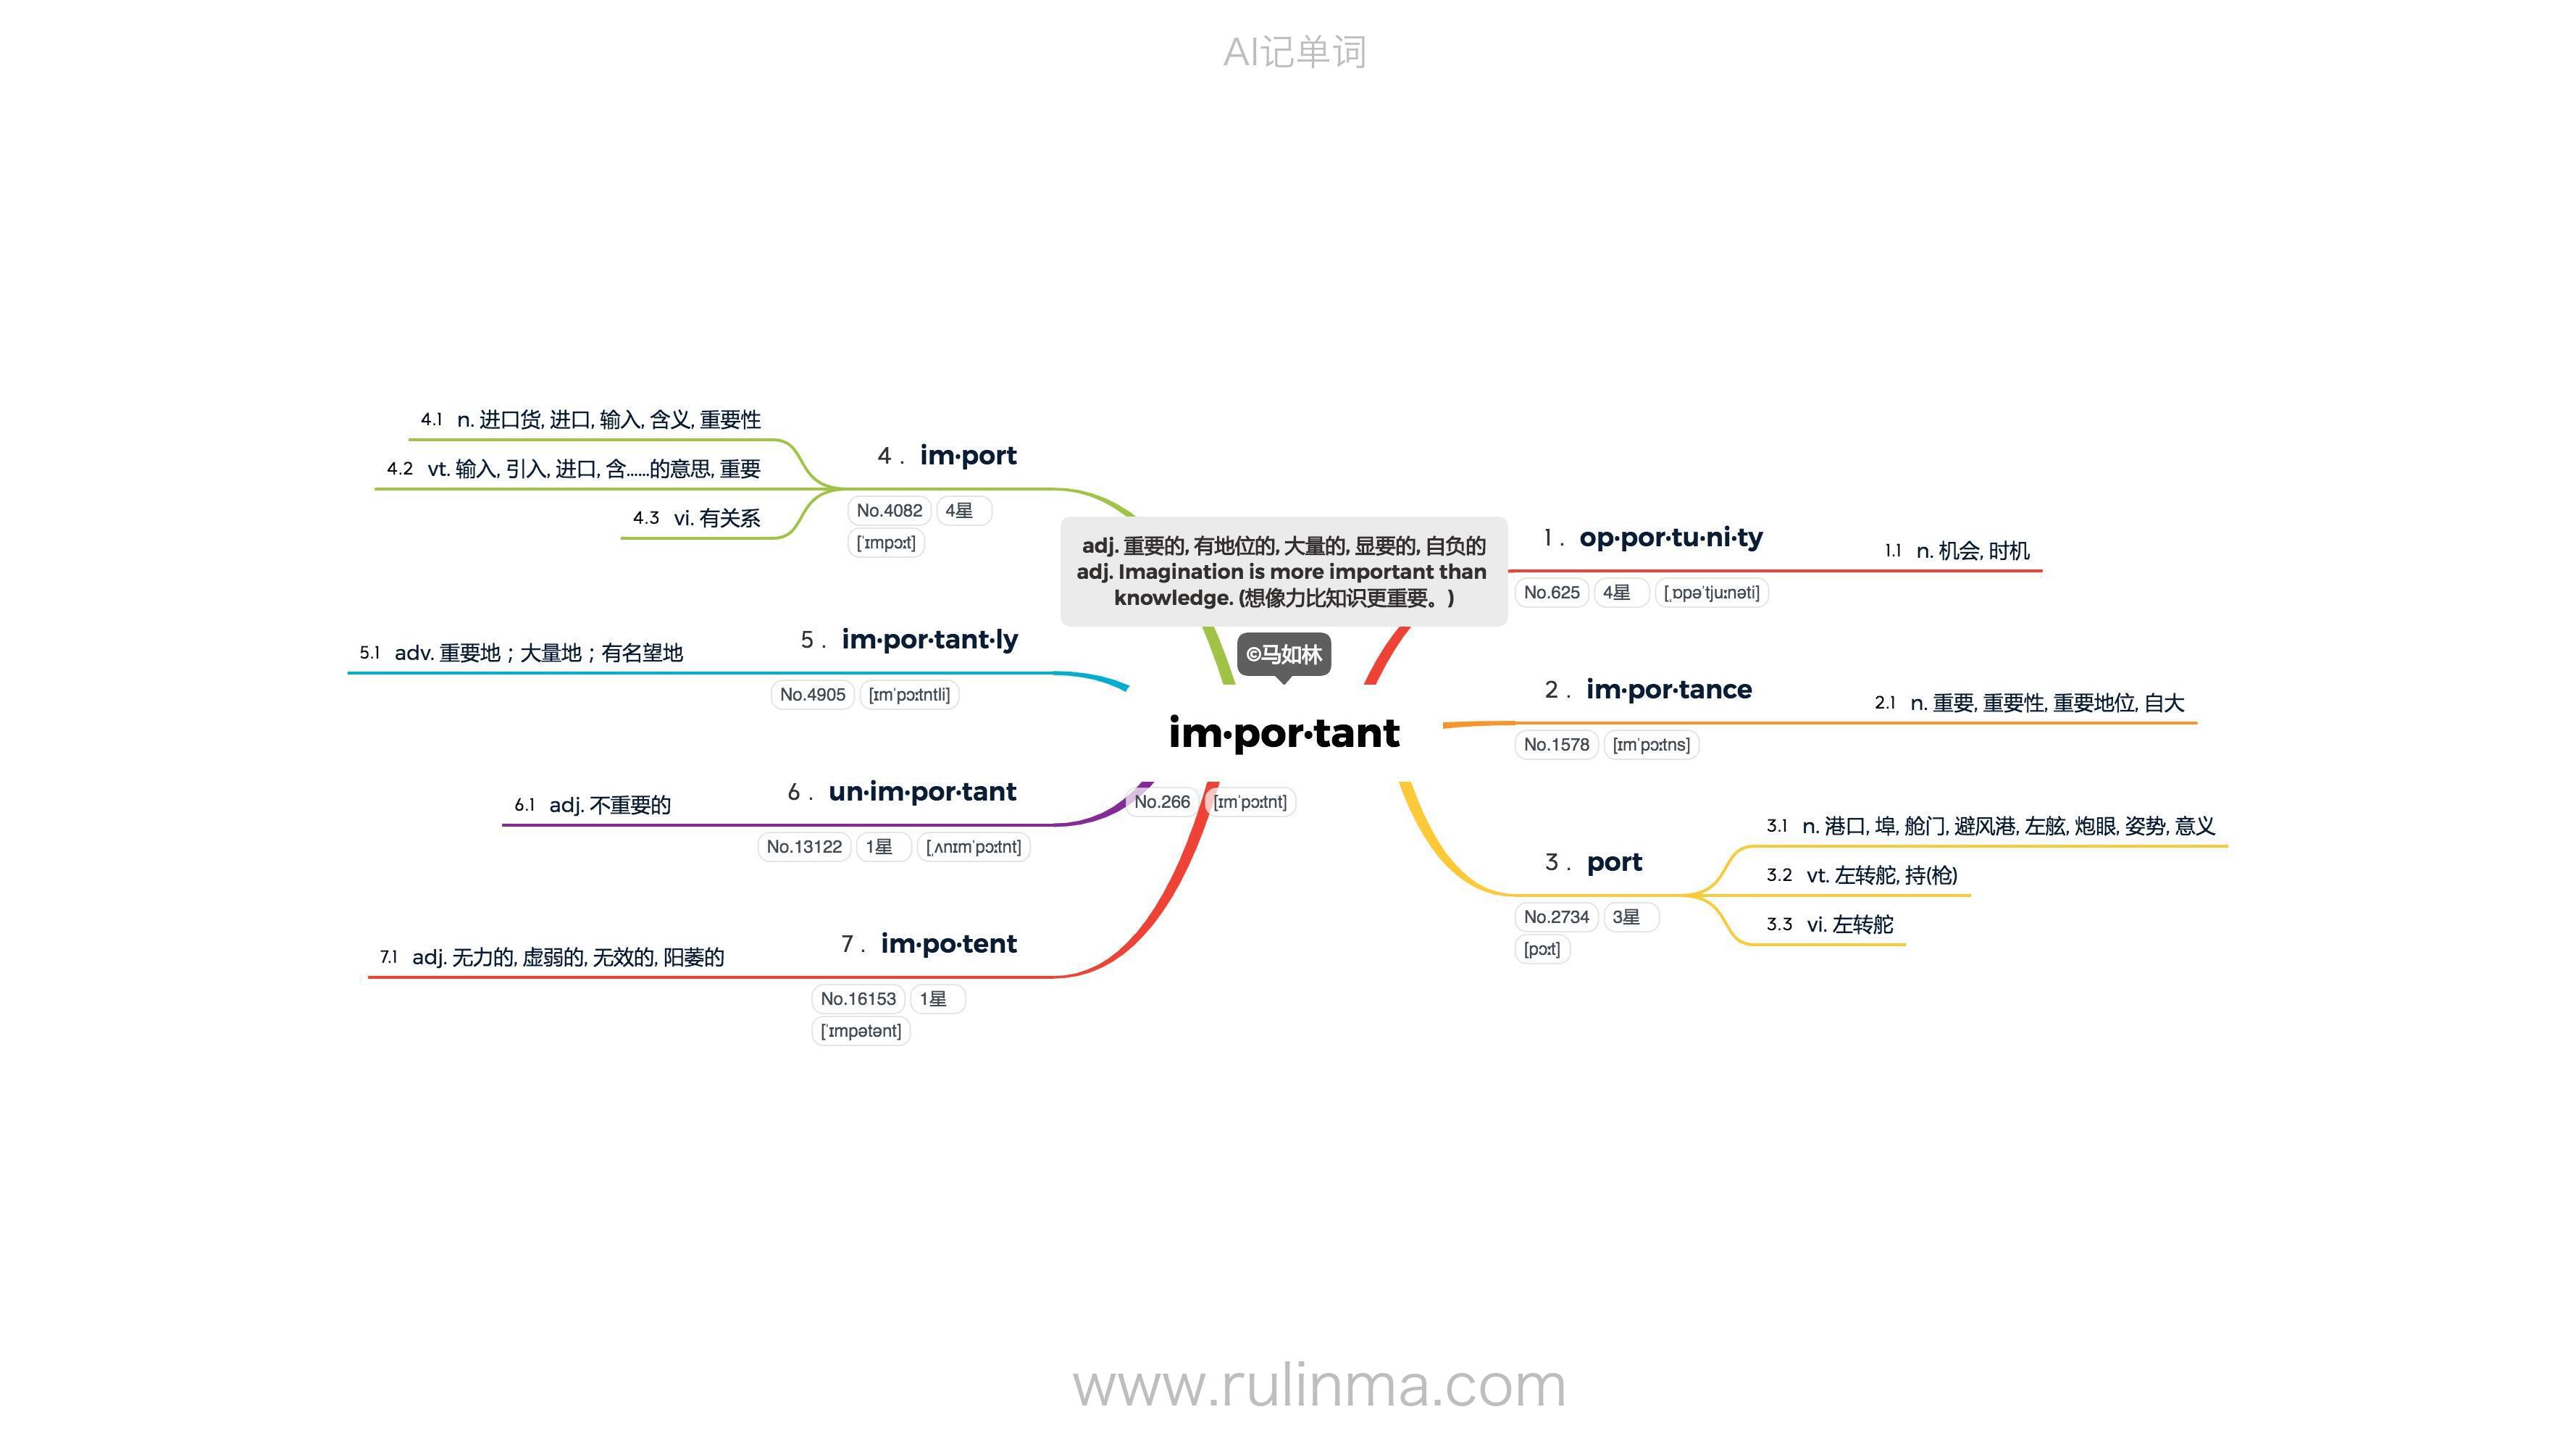 AI记单词
adj. 重要的, 有地位的, 大量的, 显要的, 自负的
adj. Imagination is more important than
knowledge. (想像力比知识更重要。)
©马如林
im·por·tant
No.266 [ɪmˈpɔːtnt]
1. op·por·tu·ni·ty
No.625 4星 [ˌɒpəˈtjuːnəti]
1.1 n. 机会, 时机
2. im·por·tance
No.1578 [ɪmˈpɔːtns]
2.1 n. 重要, 重要性, 重要地位, 自大
3. port
No.2734 3星
[pɔːt]
3.1 n. 港口, 埠, 舱门, 避风港, 左舷, 炮眼, 姿势, 意义
3.2 vt. 左转舵, 持(枪)
3.3 vi. 左转舵
4. im·port
No.4082 4星
[ˈɪmpɔːt]
4.1 n. 进口货, 进口, 输入, 含义, 重要性
4.2 vt. 输入, 引入, 进口, 含......的意思, 重要
4.3 vi. 有关系
5. im·por·tant·ly
No.4905 [ɪmˈpɔːtntli]
5.1 adv. 重要地；大量地；有名望地
6. un·im·por·tant
No.13122 1星 [ˌʌnɪmˈpɔːtnt]
6.1 adj. 不重要的
7. im·po·tent
No.16153 1星
[ˈɪmpətənt]
7.1 adj. 无力的, 虚弱的, 无效的, 阳萎的
www.rulinma.com